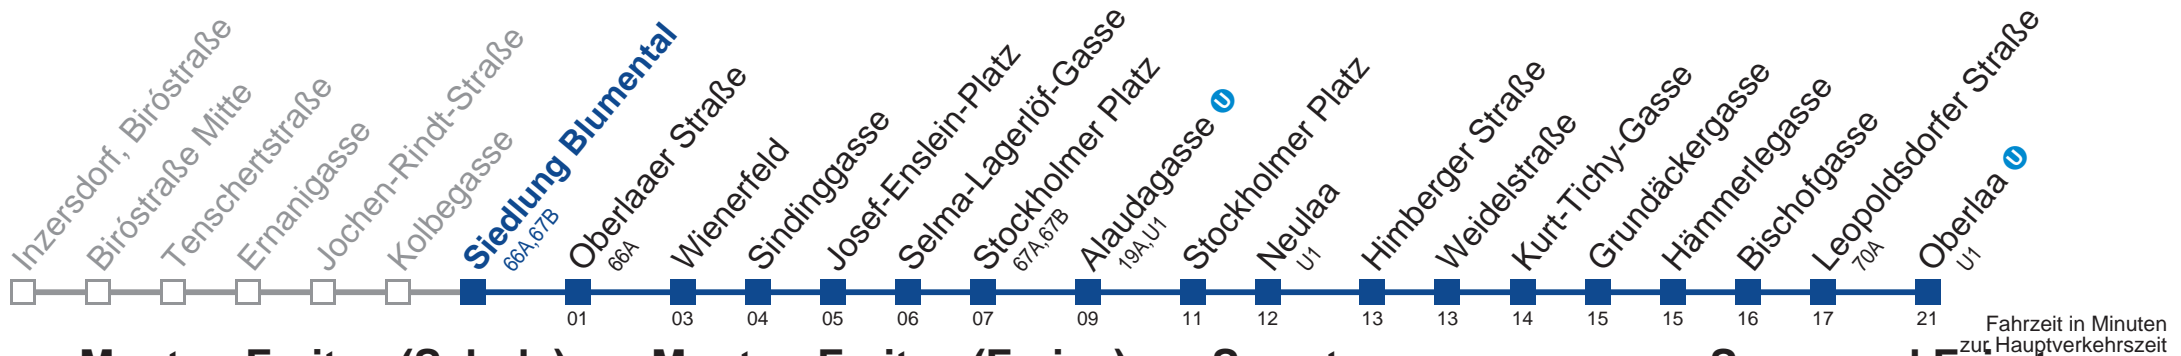 Inzersdorf, Biróstraße
Biróstraße Mitte
Tenschertstraße
Ernanigasse
Jochen-Rindt-Straße
Kolbegasse
Siedlung Blumental
66A,67B
Oberlaaer Straße
66A
Wienerfeld
Sindinggasse
Josef-Enslein-Platz
Selma-Lagerlöf-Gasse
Stockholmer Platz
67A,67B
Alaudagasse U
19A,U1
Stockholmer Platz
Neulaa
U1
Himberger Straße
Weidelstraße
Kurt-Tichy-Gasse
Grundäckergasse
Hämmerlegasse
Bischofgasse
Leopoldsdorfer Straße
70A
Oberlaa U
U1
01 03 04 05 06 07 09 11 12 13 13 14 15 15 16 17 21
Fahrzeit in Minuten
zur Hauptverkehrszeit